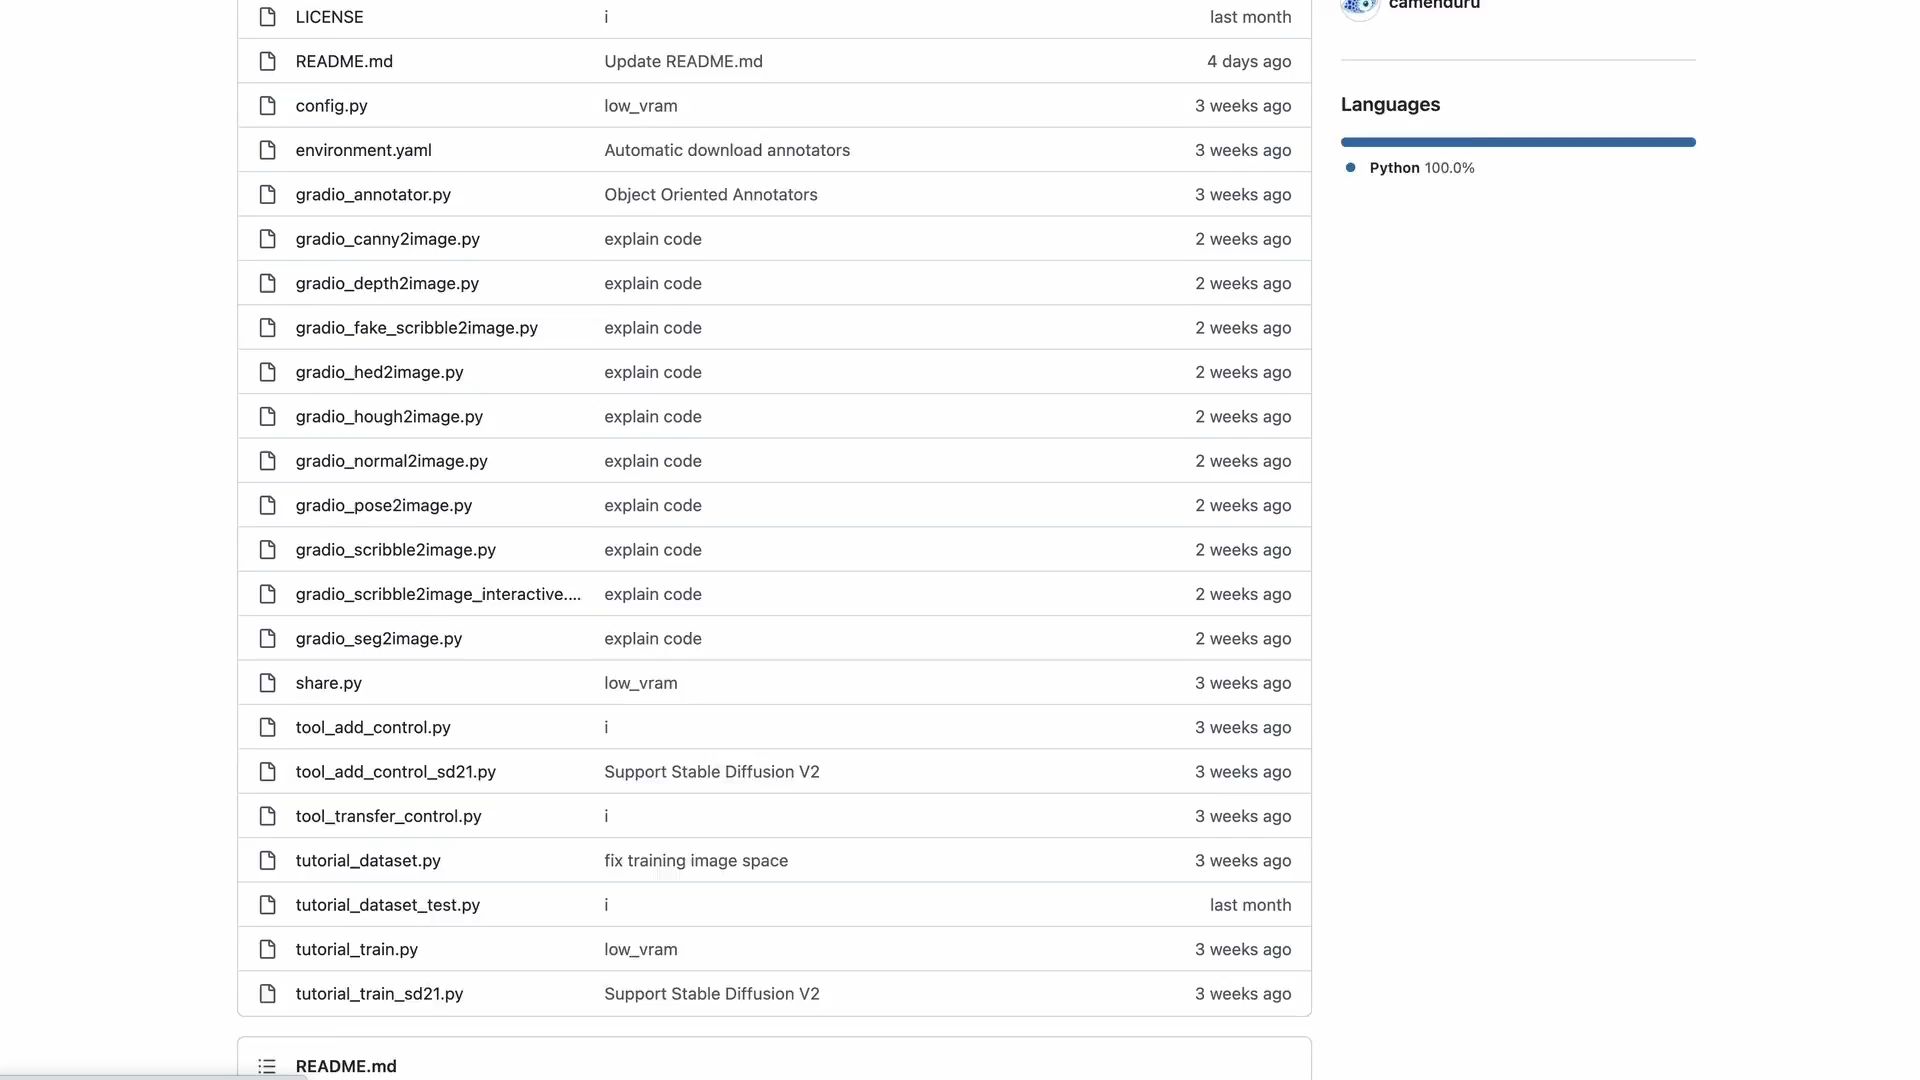 camenduru
LICENSE i last month
README.md Update README.md 4 days ago
Languages
config.py low_vram 3 weeks ago
environment.yaml Automatic download annotators 3 weeks ago
Python 100.0%
gradio_annotator.py Object Oriented Annotators 3 weeks ago
gradio_canny2image.py explain code 2 weeks ago
gradio_depth2image.py explain code 2 weeks ago
gradio_fake_scribble2image.py explain code 2 weeks ago
gradio_hed2image.py explain code 2 weeks ago
gradio_hough2image.py explain code 2 weeks ago
gradio_normal2image.py explain code 2 weeks ago
gradio_pose2image.py explain code 2 weeks ago
gradio_scribble2image.py explain code 2 weeks ago
gradio_scribble2image_interactive.... explain code 2 weeks ago
gradio_seg2image.py explain code 2 weeks ago
share.py low_vram 3 weeks ago
tool_add_control.py i 3 weeks ago
tool_add_control_sd21.py Support Stable Diffusion V2 3 weeks ago
tool_transfer_control.py i 3 weeks ago
tutorial_dataset.py fix training image space 3 weeks ago
tutorial_dataset_test.py i last month
tutorial_train.py low_vram 3 weeks ago
tutorial_train_sd21.py Support Stable Diffusion V2 3 weeks ago
README.md